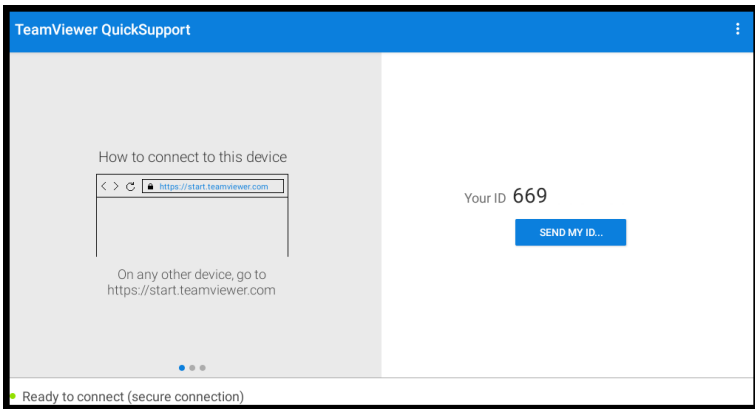 TeamViewer QuickSupport
How to connect to this device
https://start.teamviewer.com
On any other device, go to
https://start.teamviewer.com
Your ID 669
SEND MY ID...
Ready to connect (secure connection)